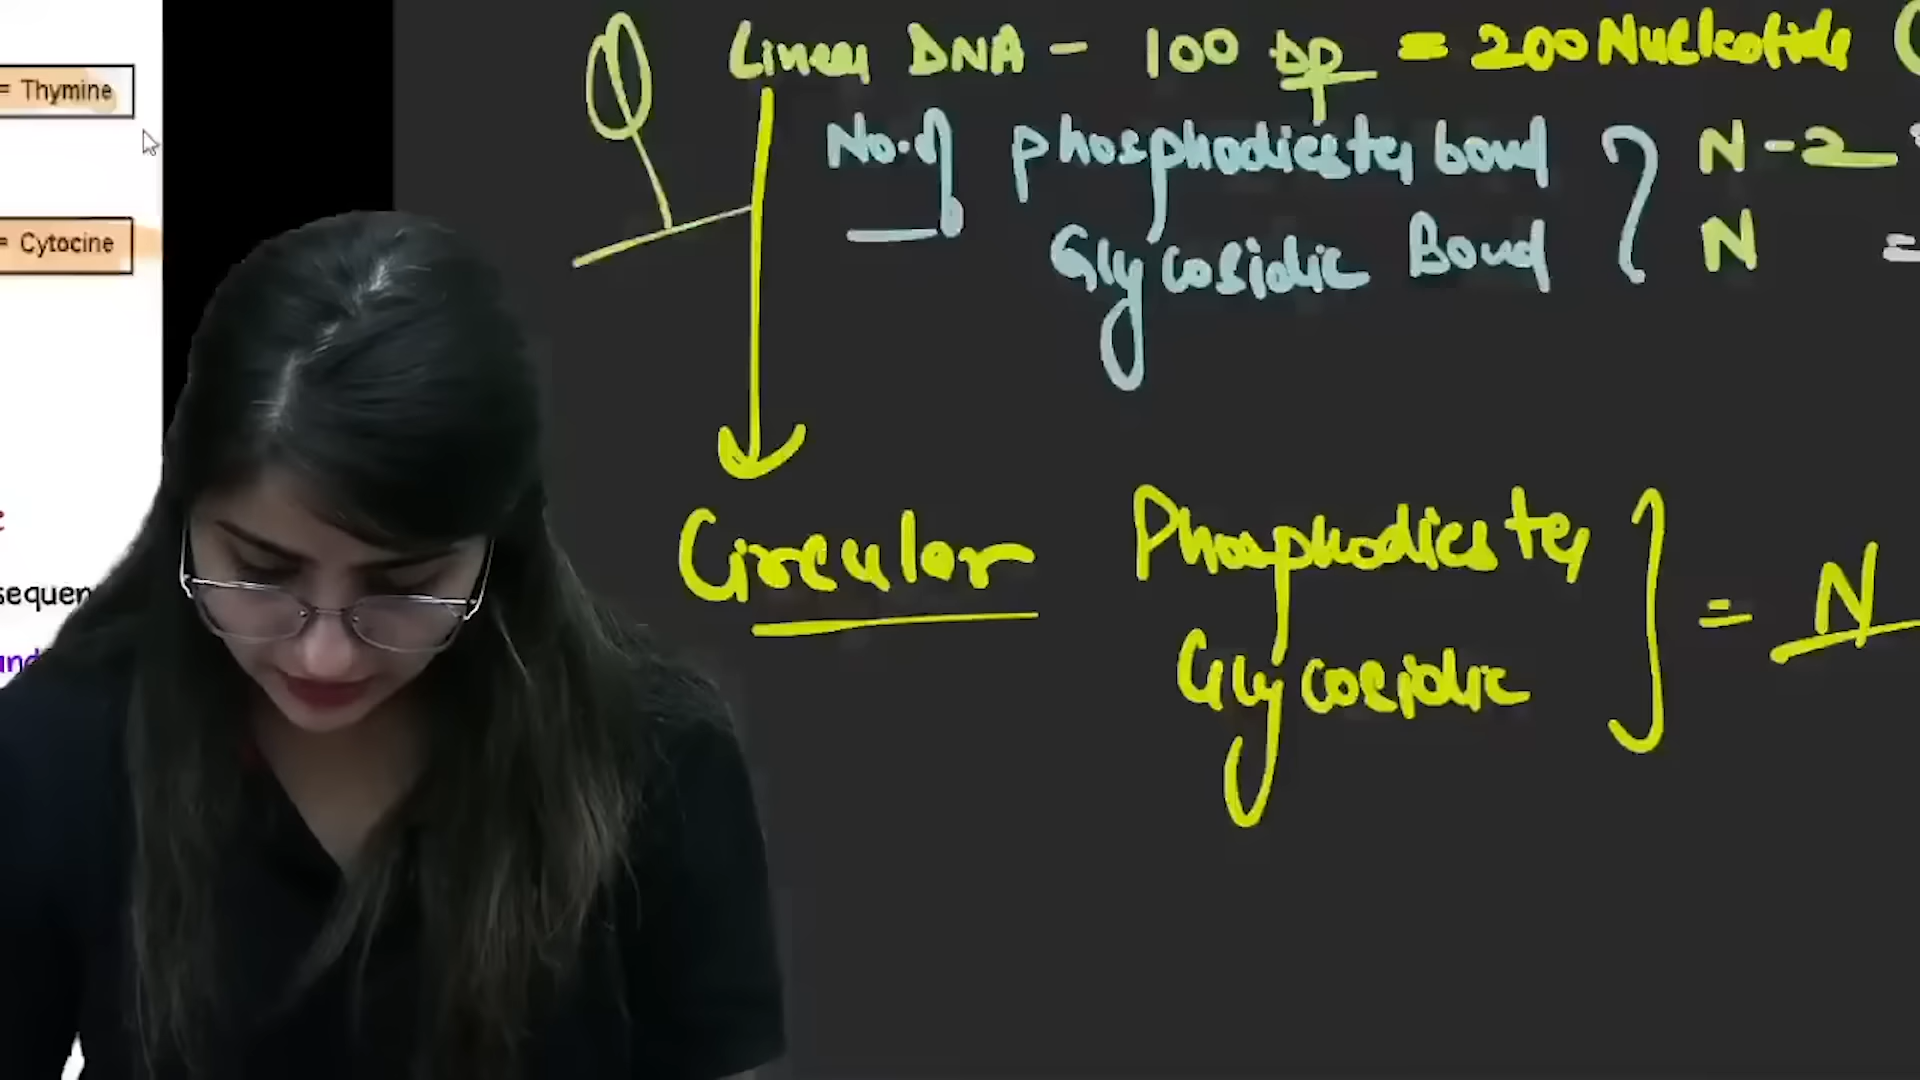 = Thymine
= Cytocine
sequen
and
Q Linear DNA - 100 bp = 200 Nucleotide (
No. of phosphodiester bond ? N-2
Glycosidic Bond N =
Circular Phosphodiester
Glycosidic } = N